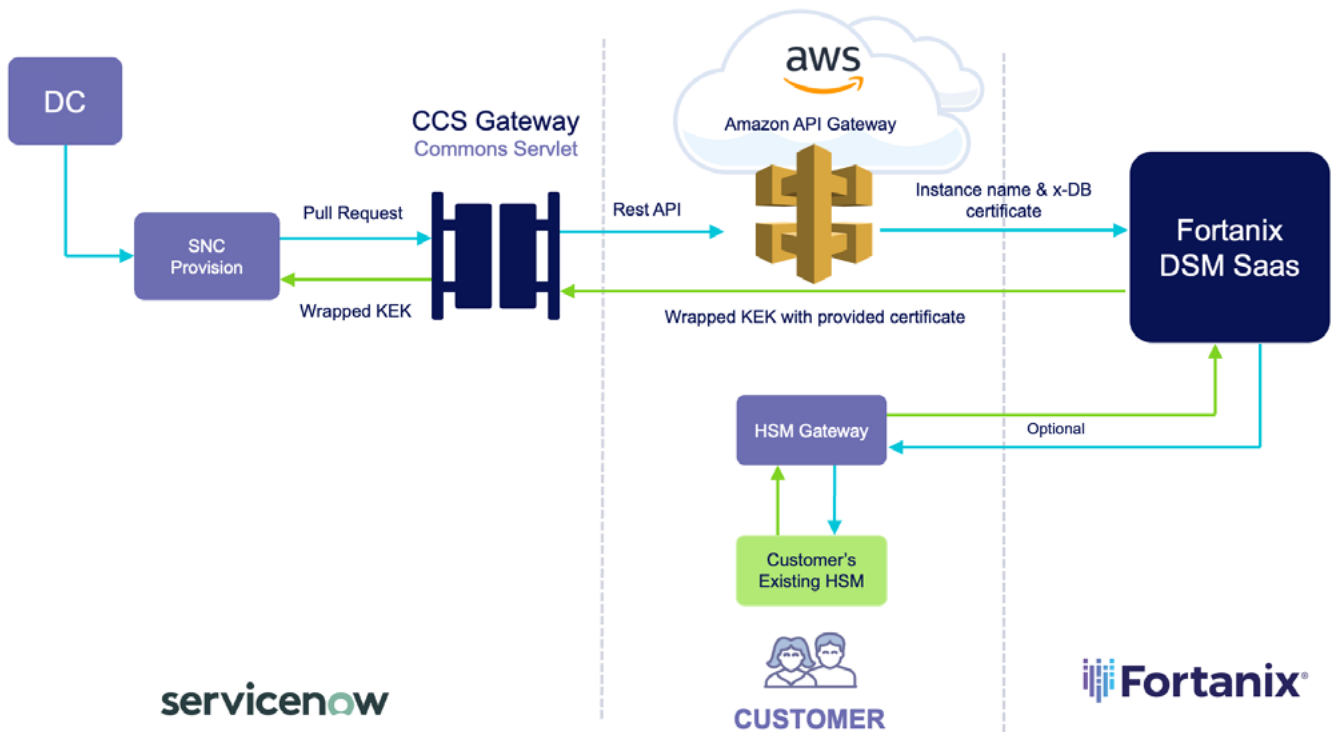 aws
DC
CCS Gateway
Commons Servlet
Amazon API Gateway
Pull Request
Rest API
Instance name & x-DB
certificate
SNC
Provision
Fortanix
DSM Saas
Wrapped KEK
Wrapped KEK with provided certificate
HSM Gateway
Optional
Customer's
Existing HSM
servicenow
CUSTOMER
Fortanix®